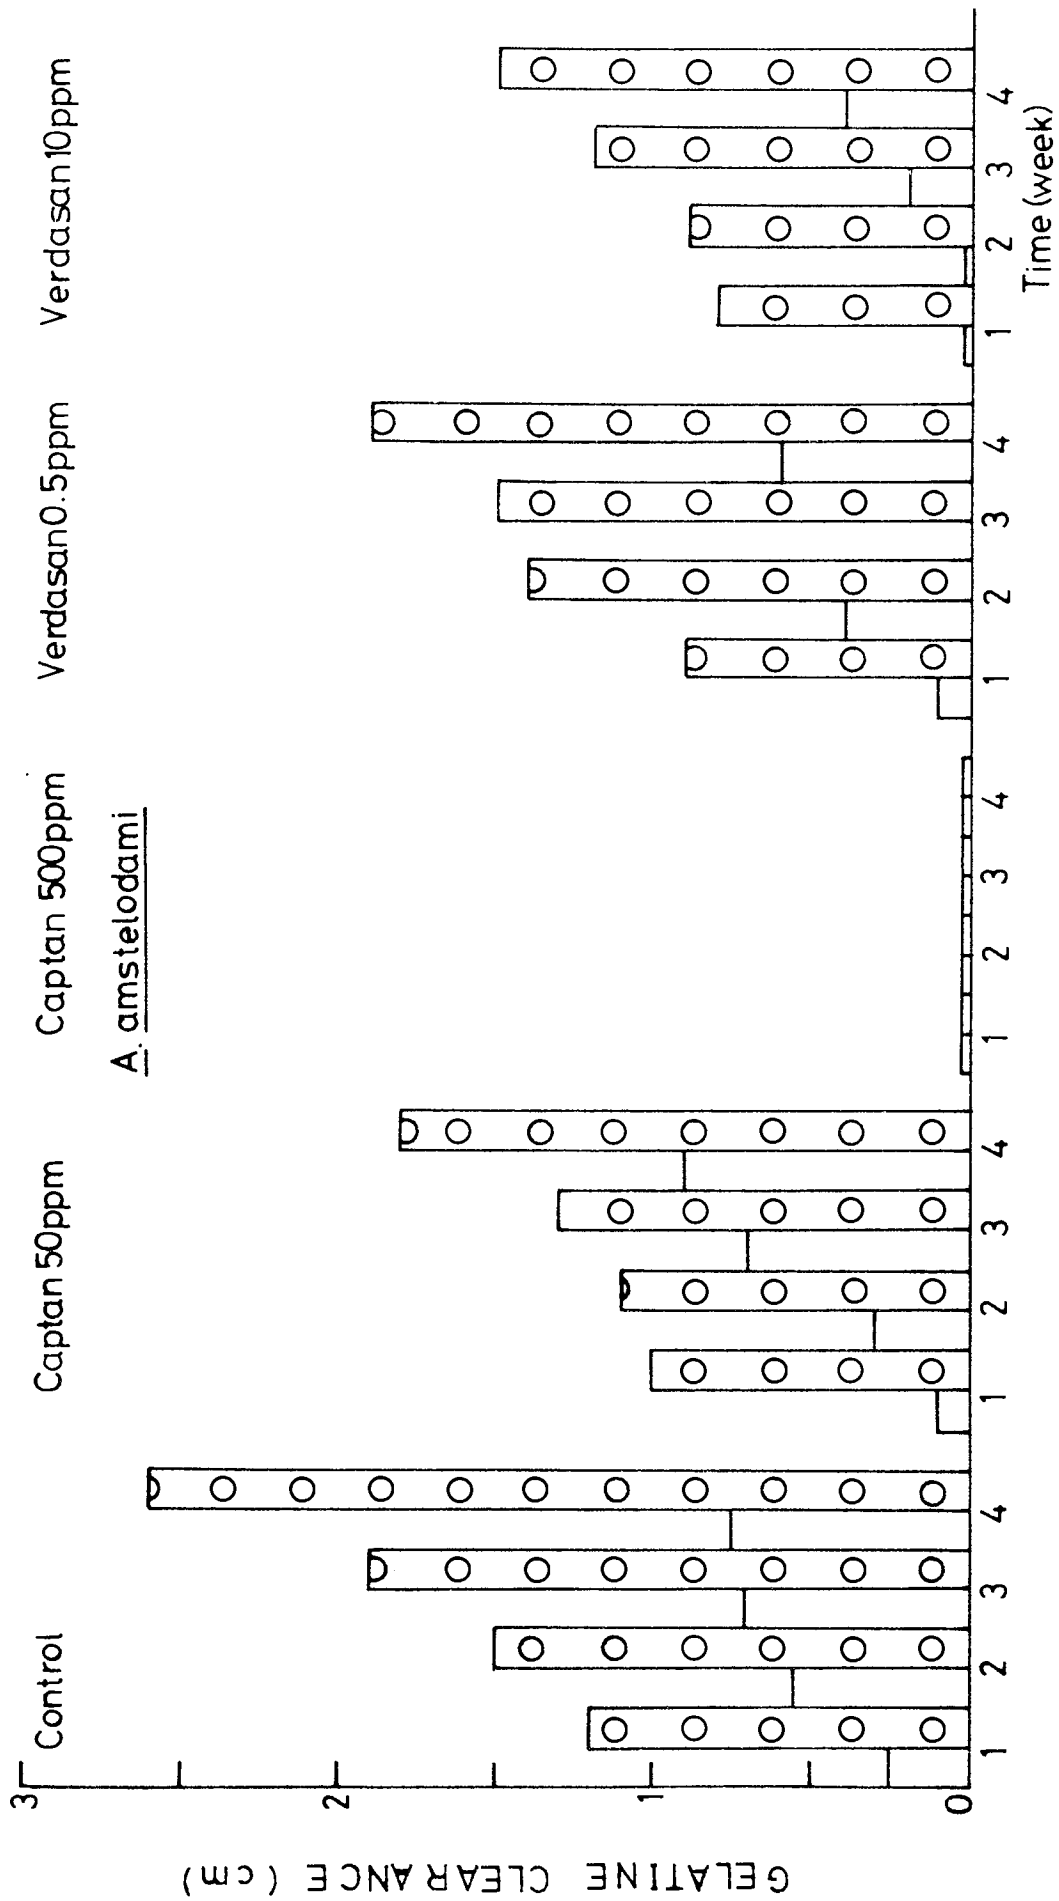 Control
Captan 50ppm
Captan 500ppm
Verdasan 0.5ppm
Verdasan 10ppm
A. amstelodami
GELATINE CLEARANCE (cm)
3
2
1
0
1 2 3 4
1 2 3 4
1 2 3 4
1 2 3 4
1 2 3 4
Time (week)